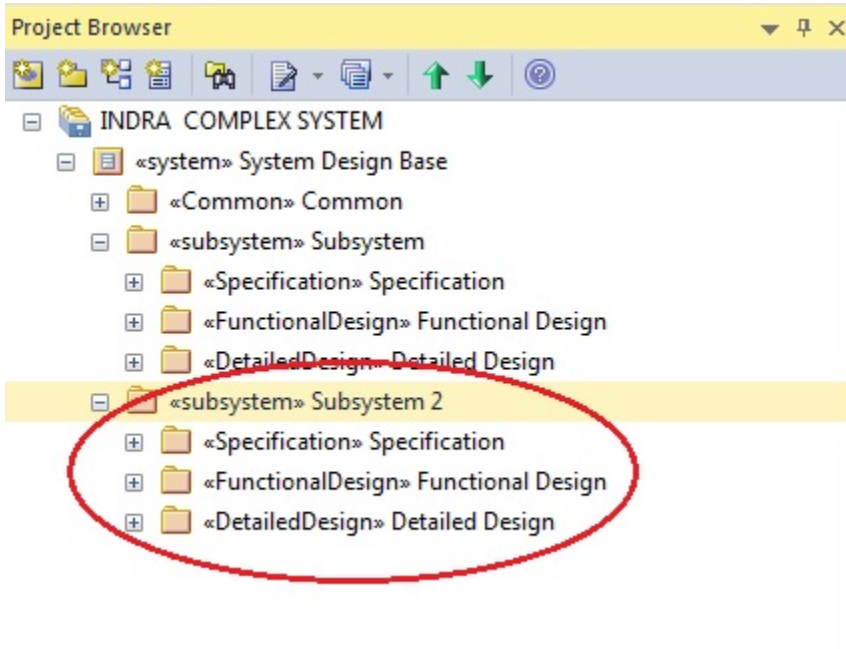 Project Browser
INDRA COMPLEX SYSTEM
«system» System Design Base
«Common» Common
«subsystem» Subsystem
«Specification» Specification
«FunctionalDesign» Functional Design
«DetailedDesign» Detailed Design
«subsystem» Subsystem 2
«Specification» Specification
«FunctionalDesign» Functional Design
«DetailedDesign» Detailed Design